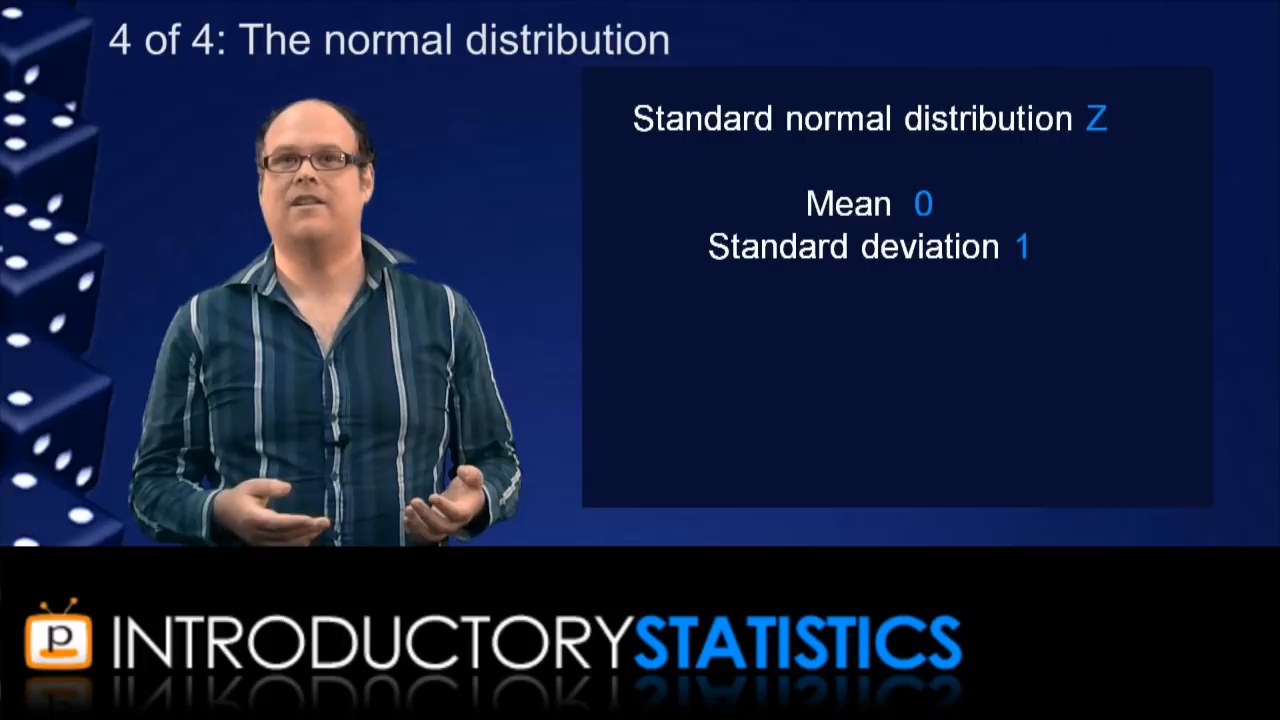 4 of 4: The normal distribution
Standard normal distribution Z
Mean 0
Standard deviation 1
p INTRODUCTORYSTATISTICS